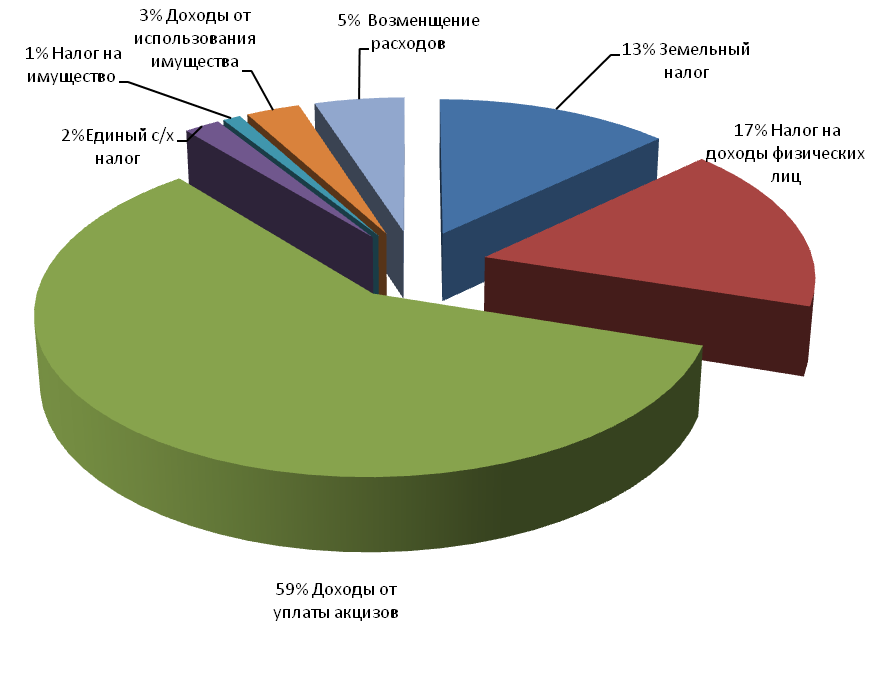 3% Доходы от
использования
имущества
5% Возменщение
расходов
1% Налог на
имущество
13% Земельный
налог
2%Единый с/х
налог
17% Налог на
доходы физических
лиц
59% Доходы от
уплаты акцизов